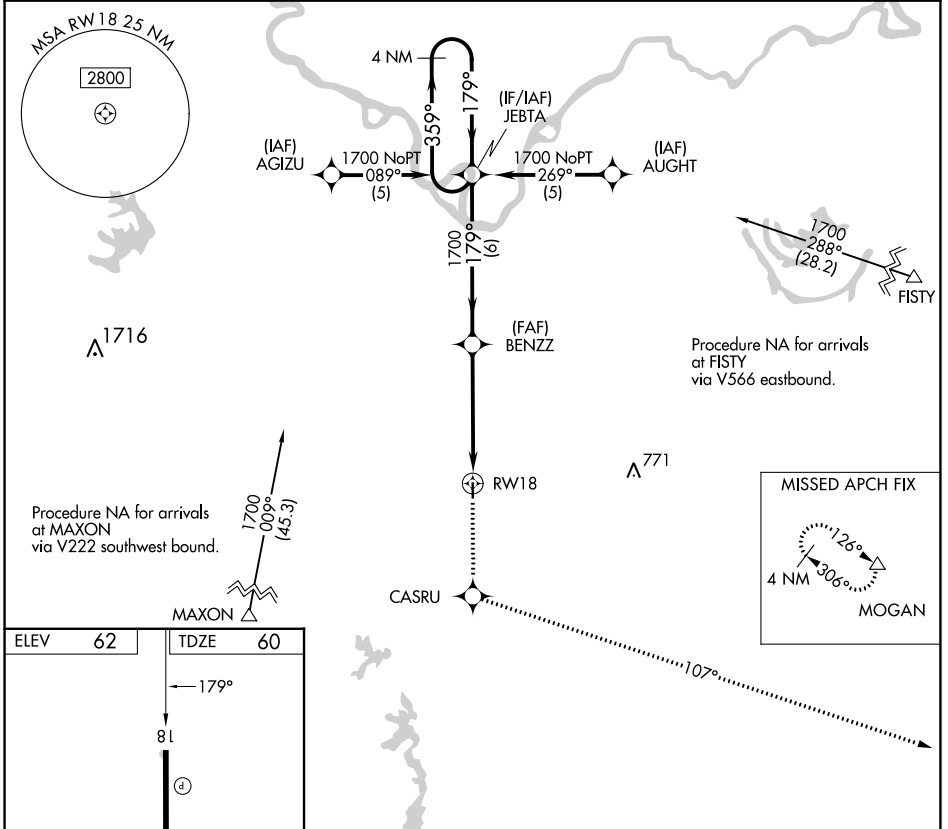 MSA RW18 25 NM
2800
4 NM
359°
179°
(IF/IAF)
JEBTA
(IAF)
AGIZU
1700 NoPT
089°
(5)
1700 NoPT
269°
(5)
(IAF)
AUGHT
1700
179°
(6)
1700
288°
(28.2)
FISTY
1716
(FAF)
BENZZ
Procedure NA for arrivals
at FISTY
via V566 eastbound.
771
RW18
Procedure NA for arrivals
at MAXON
via V222 southwest bound.
1700
009°
(45.3)
MAXON
MISSED APCH FIX
126°
4 NM
306°
MOGAN
CASRU
107°
ELEV 62
TDZE 60
179°
18
P